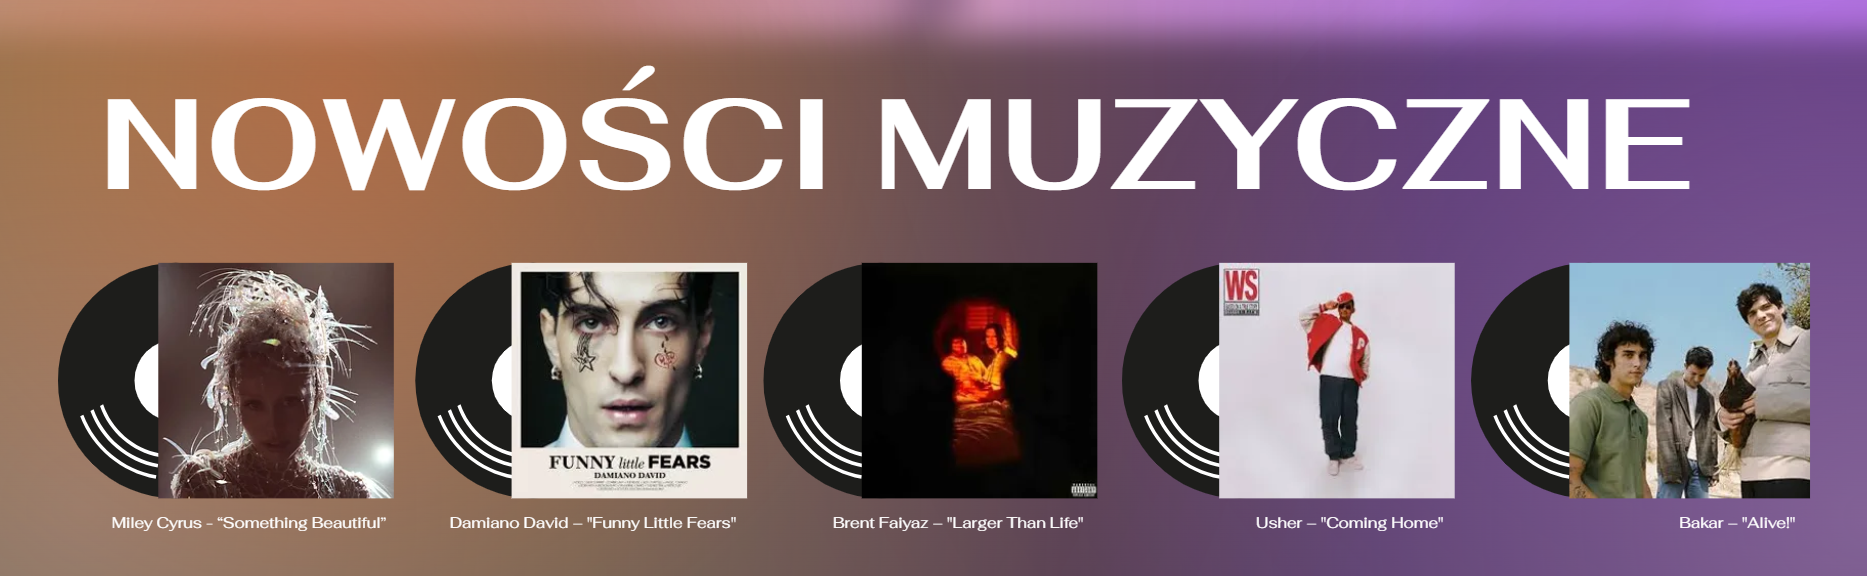 NOWOŚCI MUZYCZNE
WS
FUNNY little FEARS
DAMIANO DAVID
Miley Cyrus - “Something Beautiful”
Damiano David – "Funny Little Fears"
Brent Faiyaz – "Larger Than Life"
Usher – "Coming Home"
Bakar – "Alive!"